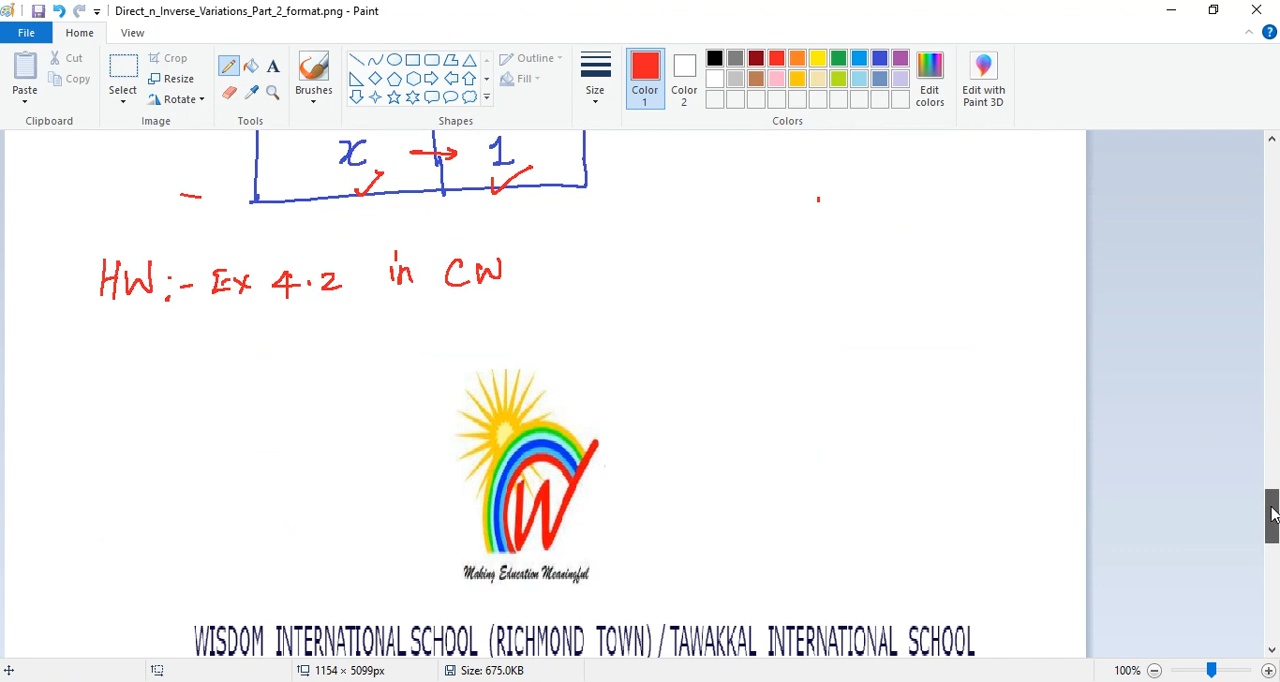 Direct_n_Inverse_Variations_Part_2_format.png - Paint
File Home View
Paste Cut Copy
Clipboard
Select Crop Resize Rotate
Image
A
Tools
Brushes
Outline Fill
Shapes
Size
Color 1 Color 2
Edit colors
Colors
Edit with Paint 3D
x → 1
HW:- Ex 4.2 in CW
W
Making Education Meaningful
WISDOM INTERNATIONAL SCHOOL (RICHMOND TOWN) / TAWAKKAL INTERNATIONAL SCHOOL
1154 × 5099px Size: 675.0KB 100%